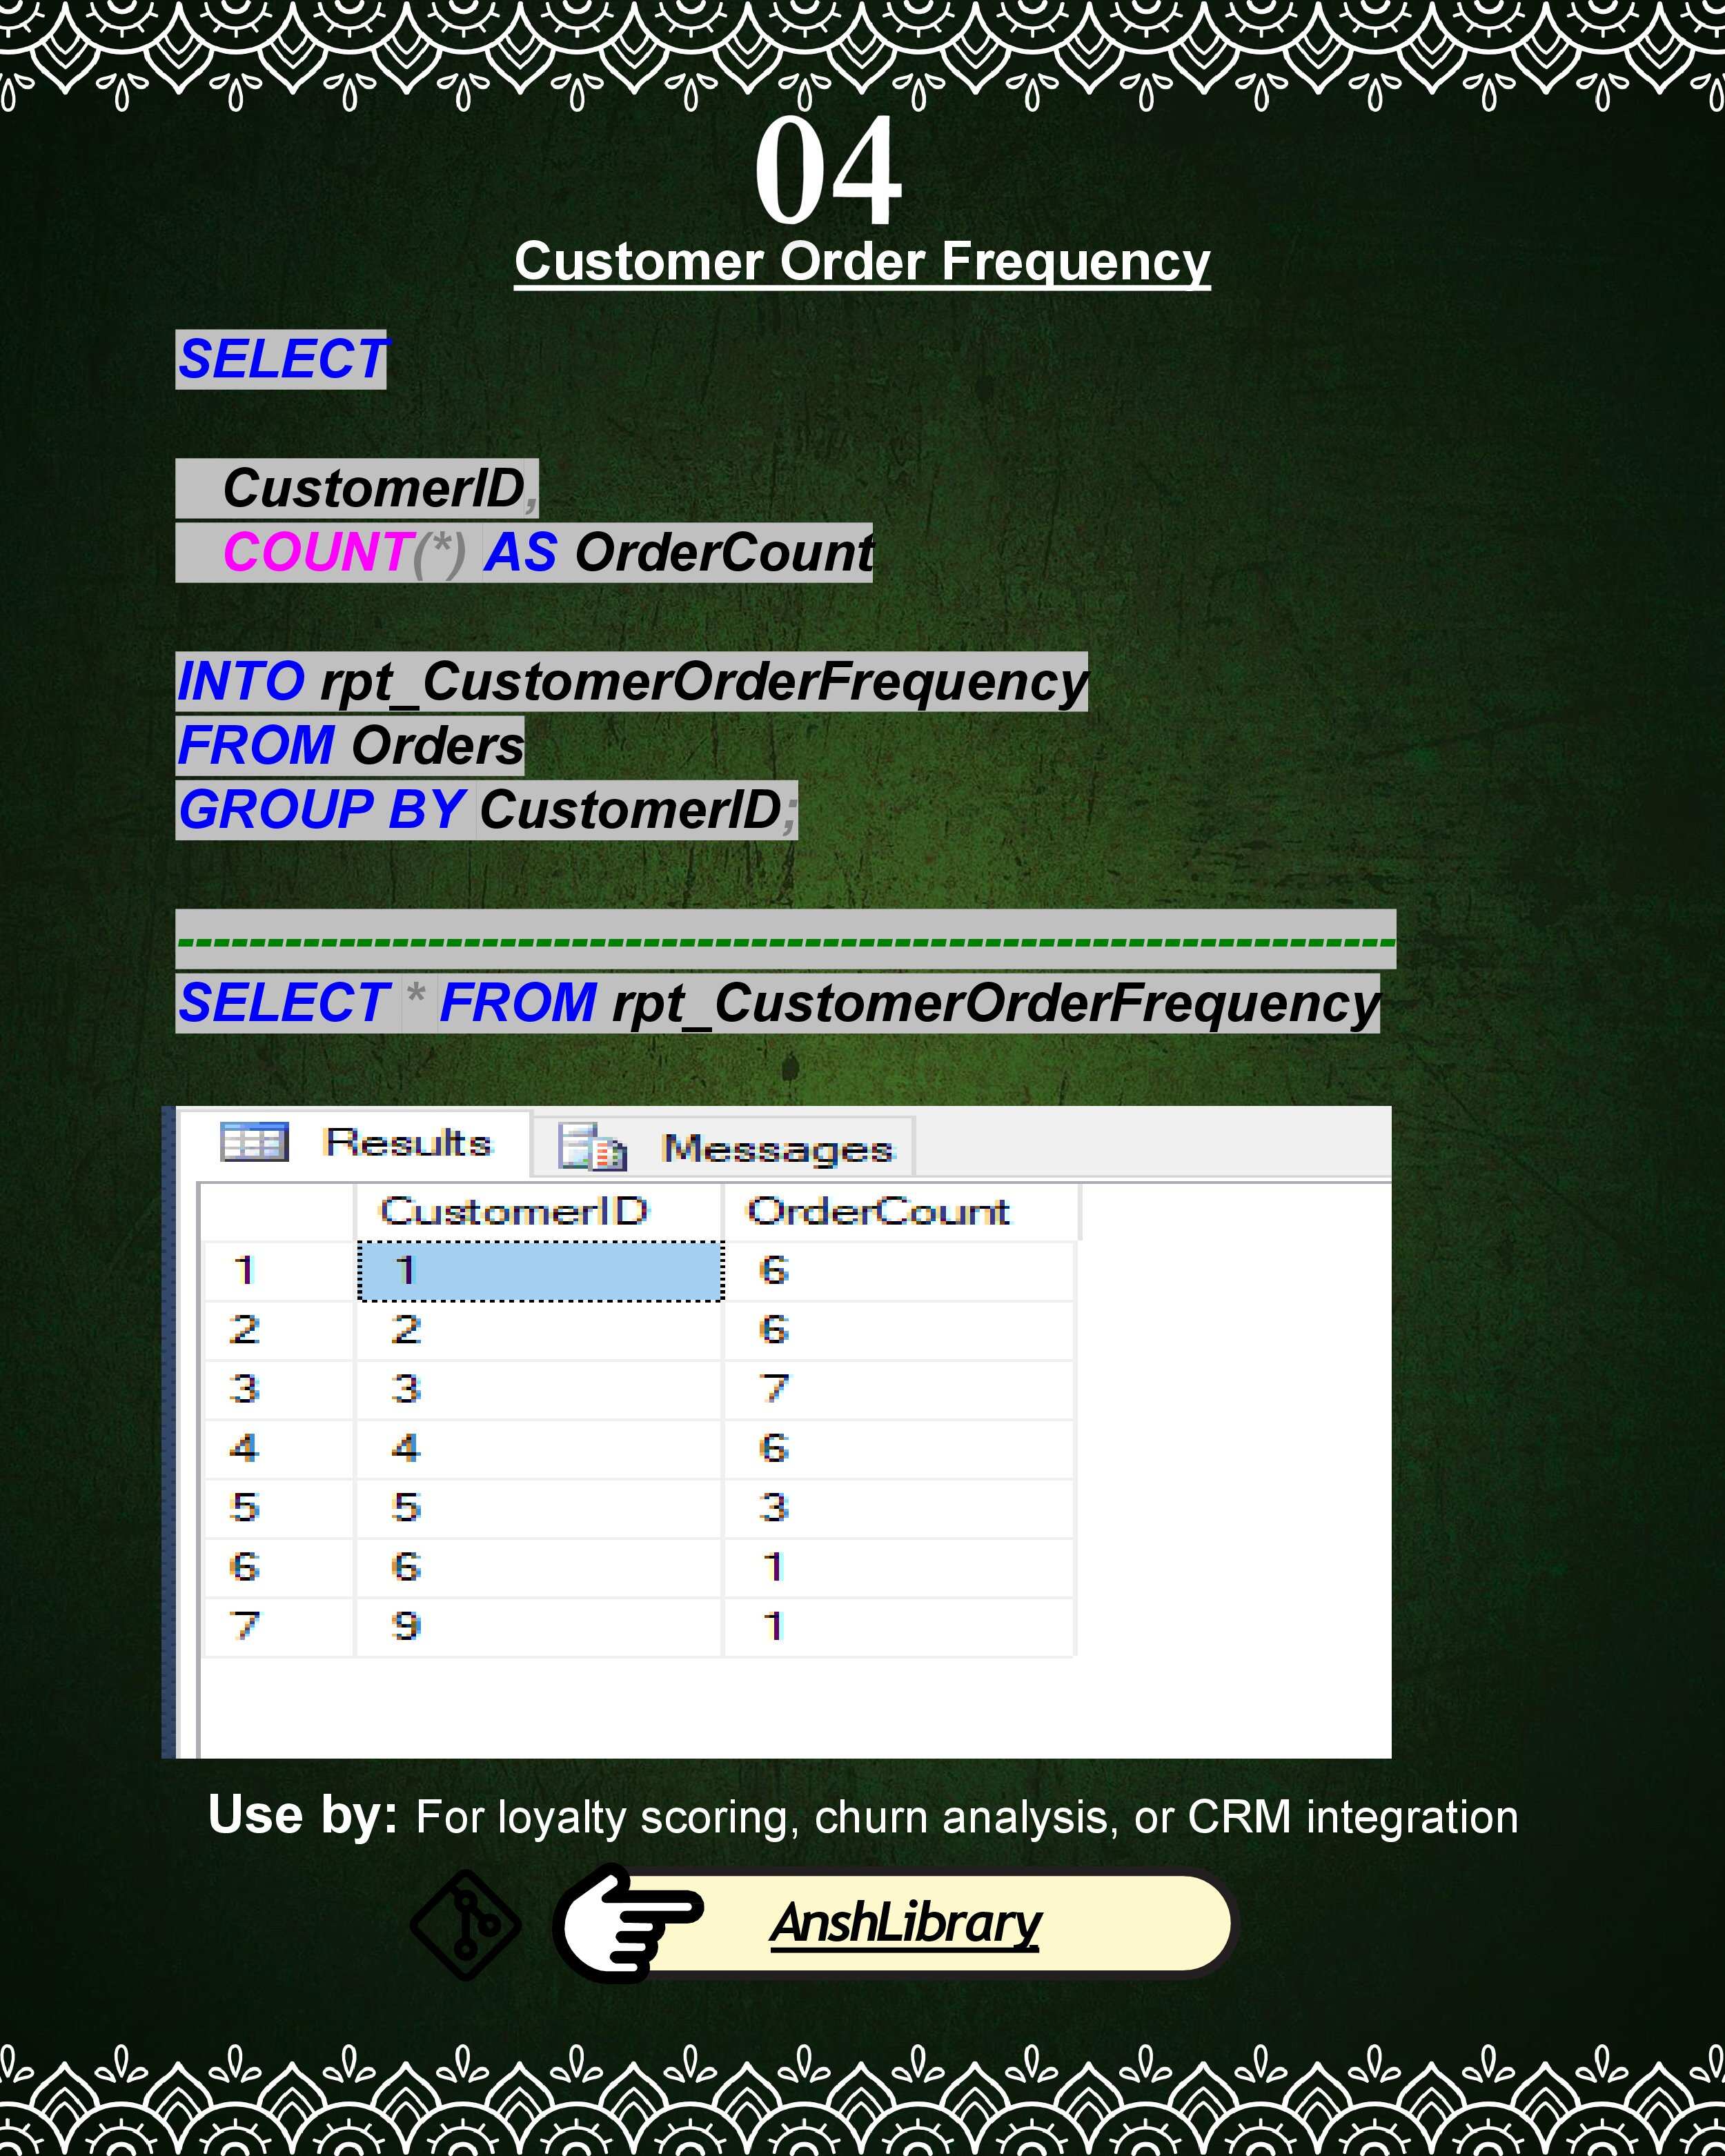 04
Customer Order Frequency
SELECT
CustomerID,
COUNT(*) AS OrderCount
INTO rpt_CustomerOrderFrequency
FROM Orders
GROUP BY CustomerID;
--------------------------------------------------------------------
SELECT * FROM rpt_CustomerOrderFrequency
Results Messages
CustomerID OrderCount
1 1 6
2 2 6
3 3 7
4 4 6
5 5 3
6 6 1
7 9 1
Use by: For loyalty scoring, churn analysis, or CRM integration
AnshLibrary